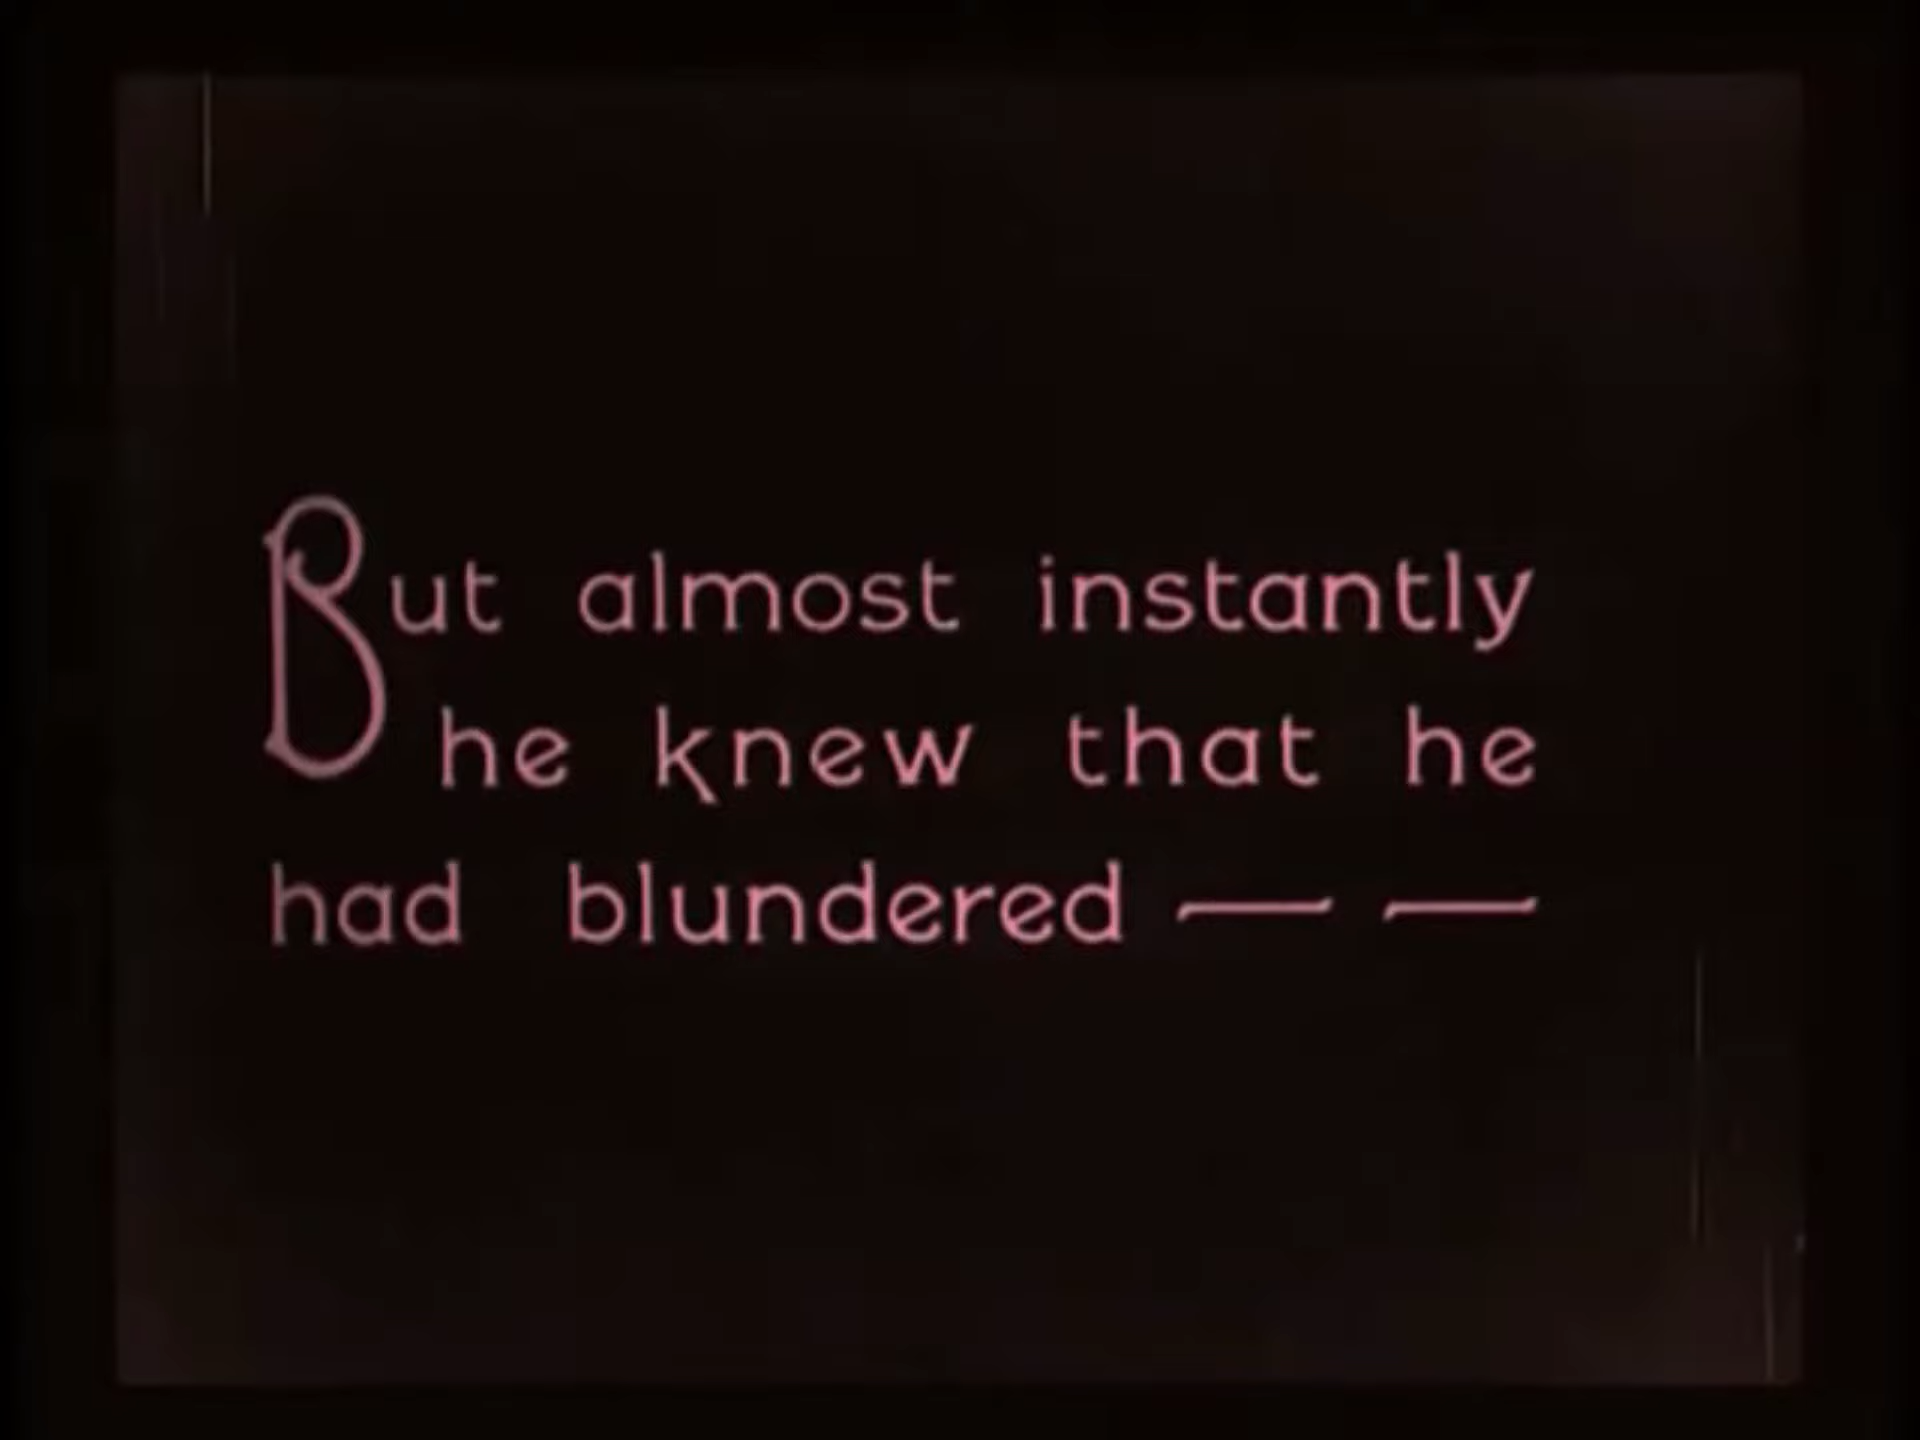 But almost instantly
he knew that he
had blundered — —